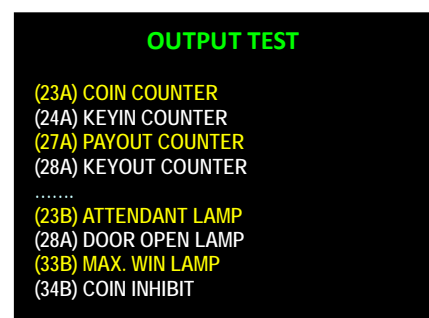 OUTPUT TEST
(23A) COIN COUNTER
(24A) KEYIN COUNTER
(27A) PAYOUT COUNTER
(28A) KEYOUT COUNTER
.......
(23B) ATTENDANT LAMP
(28A) DOOR OPEN LAMP
(33B) MAX. WIN LAMP
(34B) COIN INHIBIT